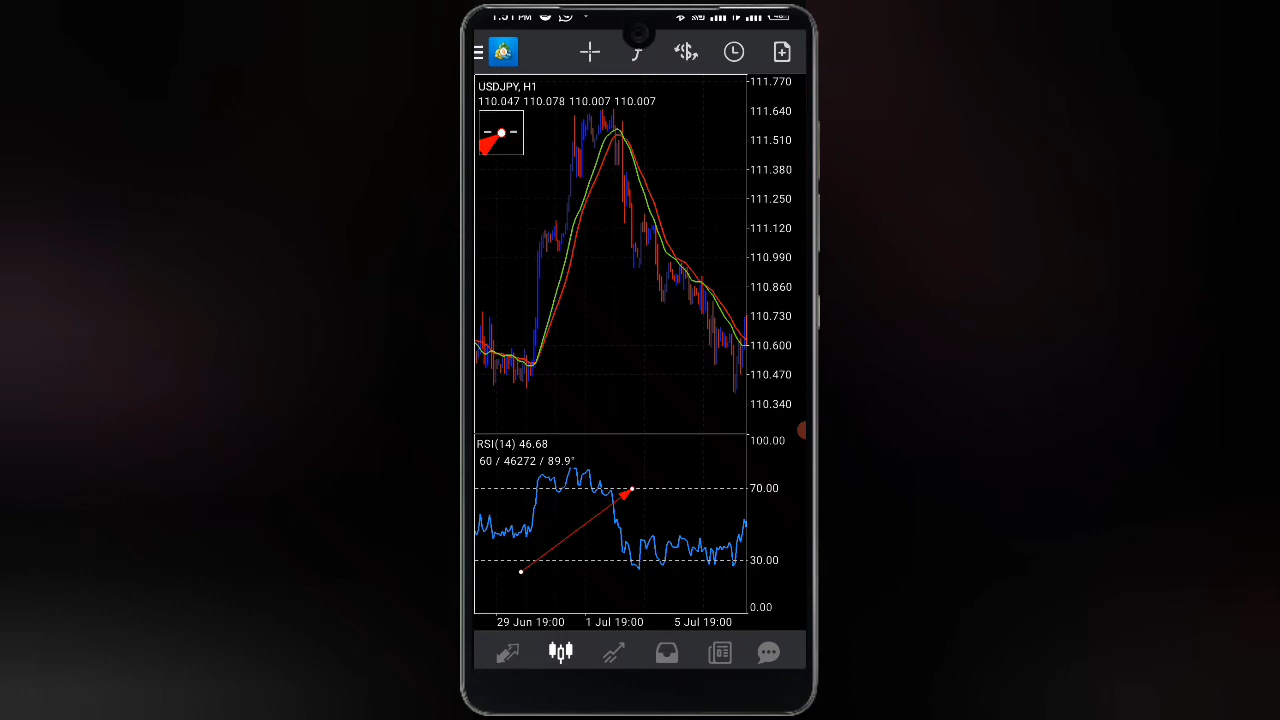 1:51 PM
USDJPY, H1
110.047 110.078 110.007 110.007
111.770
111.640
111.510
111.380
111.250
111.120
110.990
110.860
110.730
110.600
110.470
110.340
RSI(14) 46.68
60 / 46272 / 89.9°
100.00
70.00
30.00
0.00
29 Jun 19:00 1 Jul 19:00 5 Jul 19:00